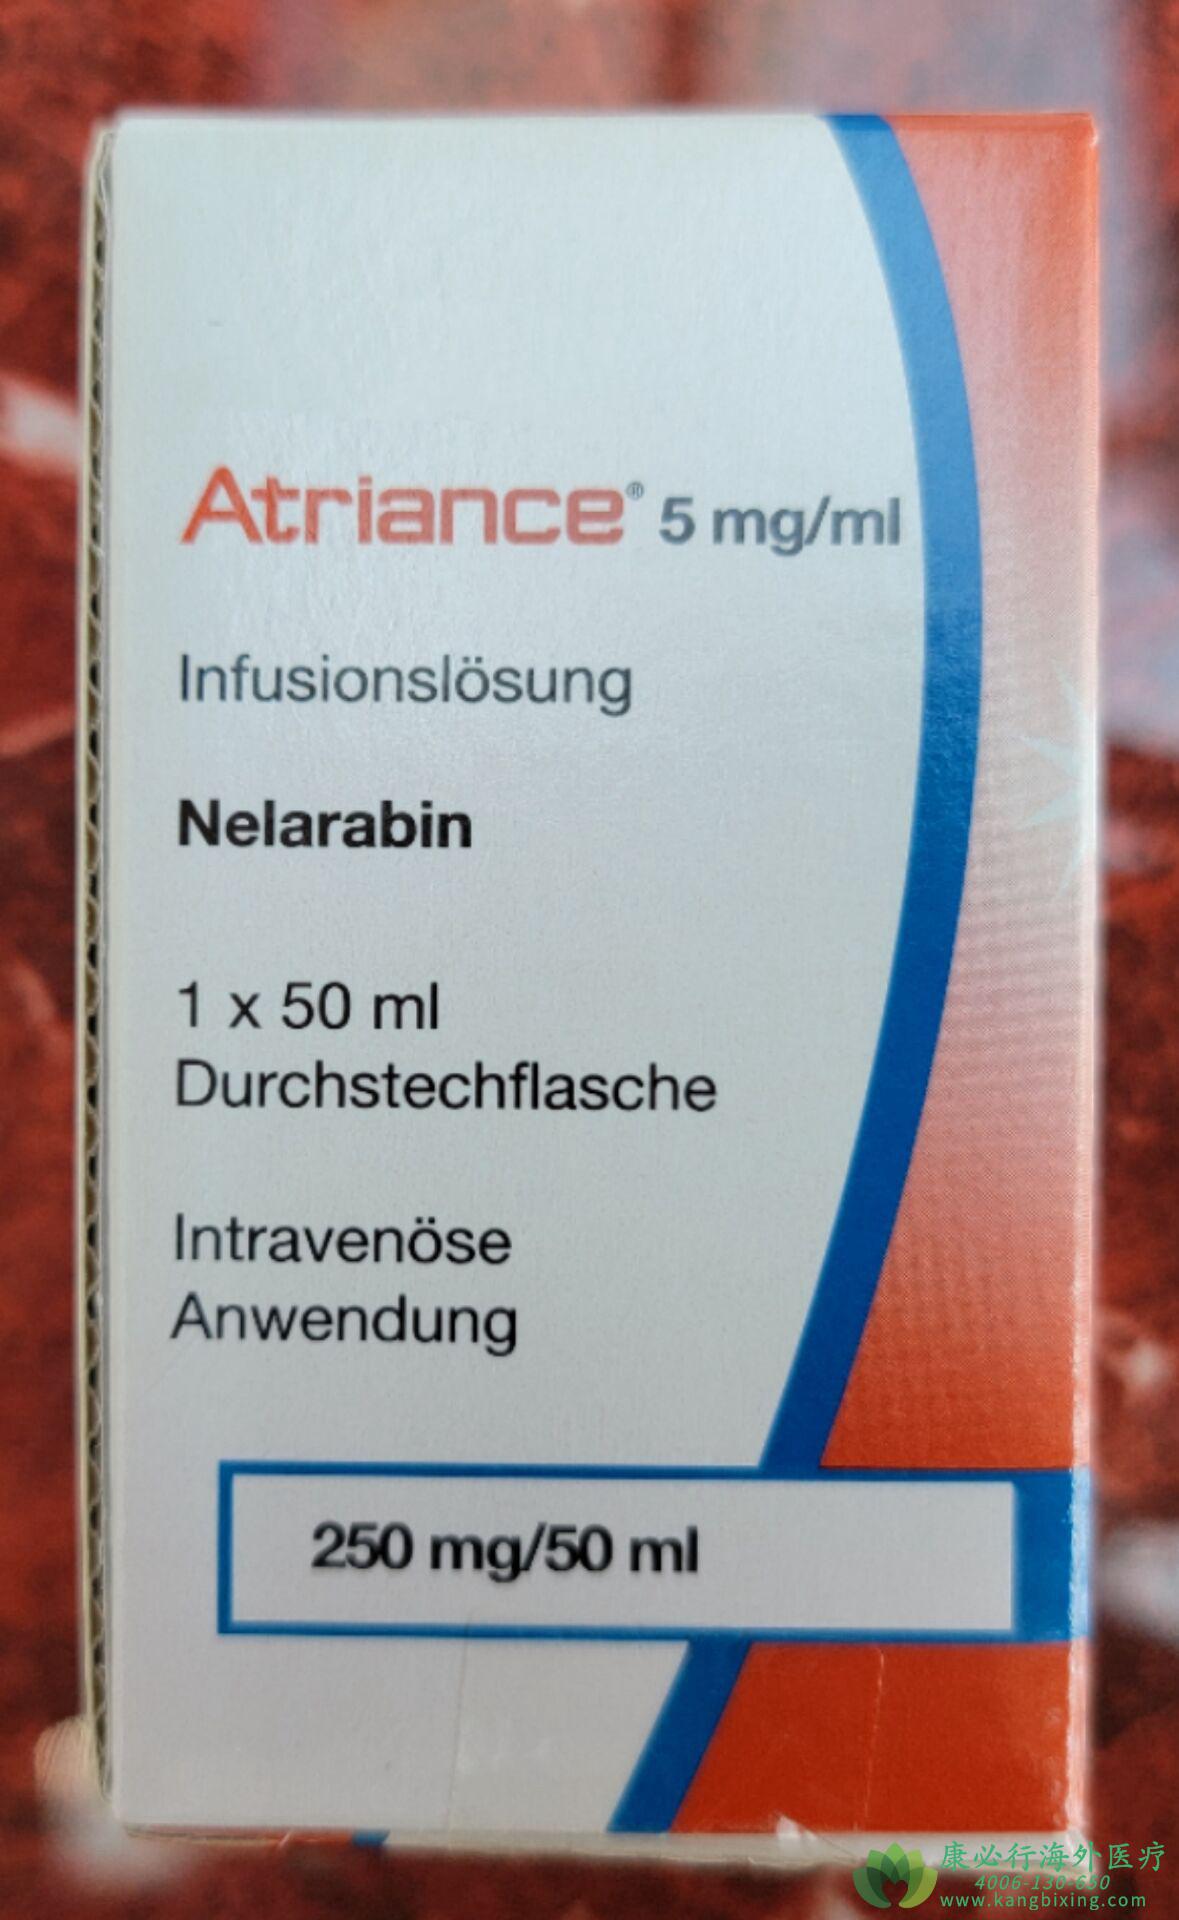 Atriance® 5 mg/ml
Infusionslösung
Nelarabin
1 x 50 ml
Durchstechflasche
Intravenöse
Anwendung
250 mg/50 ml
康必行海外医疗
4006-130-650
www.kangbixing.com